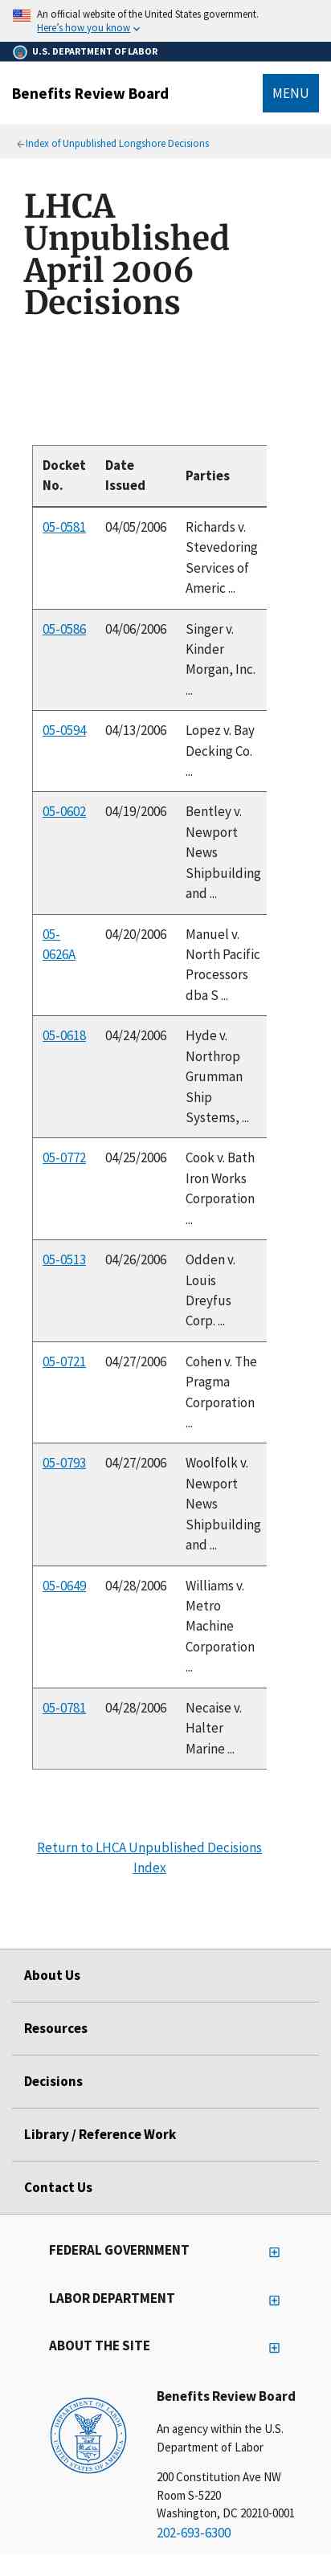 An official website of the United States government.
Here's how you know
U.S. DEPARTMENT OF LABOR
Benefits Review Board
MENU
Index of Unpublished Longshore Decisions
LHCA
Unpublished
April 2006
Decisions
Docket No. Date Issued Parties
05-0581 04/05/2006 Richards v.
Stevedoring
Services of
Americ ...
05-0586 04/06/2006 Singer v.
Kinder
Morgan, Inc.
...
05-0594 04/13/2006 Lopez v. Bay
Decking Co.
...
05-0602 04/19/2006 Bentley v.
Newport
News
Shipbuilding
and ...
05-0626A 04/20/2006 Manuel v.
North Pacific
Processors
dba S ...
05-0618 04/24/2006 Hyde v.
Northrop
Grumman
Ship
Systems, ...
05-0772 04/25/2006 Cook v. Bath
Iron Works
Corporation
...
05-0513 04/26/2006 Odden v.
Louis
Dreyfus
Corp. ...
05-0721 04/27/2006 Cohen v. The
Pragma
Corporation
...
05-0793 04/27/2006 Woolfolk v.
Newport
News
Shipbuilding
and ...
05-0649 04/28/2006 Williams v.
Metro
Machine
Corporation
...
05-0781 04/28/2006 Necaise v.
Halter
Marine ...
Return to LHCA Unpublished Decisions
Index
About Us
Resources
Decisions
Library / Reference Work
Contact Us
FEDERAL GOVERNMENT
LABOR DEPARTMENT
ABOUT THE SITE
DEPARTMENT OF LABOR
UNITED STATES OF AMERICA
Benefits Review Board
An agency within the U.S.
Department of Labor
200 Constitution Ave NW
Room S-5220
Washington, DC 20210-0001
202-693-6300